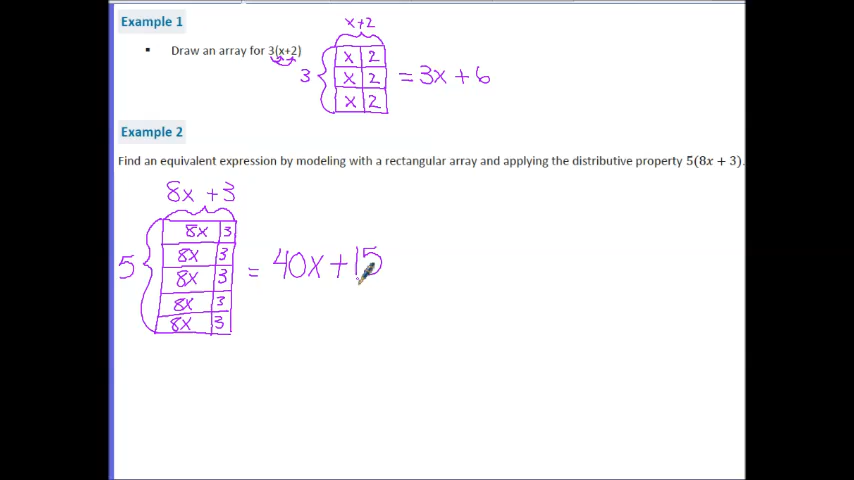 Example 1
x+2
▪ Draw an array for 3(x+2)
x 2
3 x 2 = 3x + 6
x 2
Example 2
Find an equivalent expression by modeling with a rectangular array and applying the distributive property 5(8x + 3).
8x + 3
8x 3
8x 3
5 8x 3 = 40x + 15
8x 3
8x 3